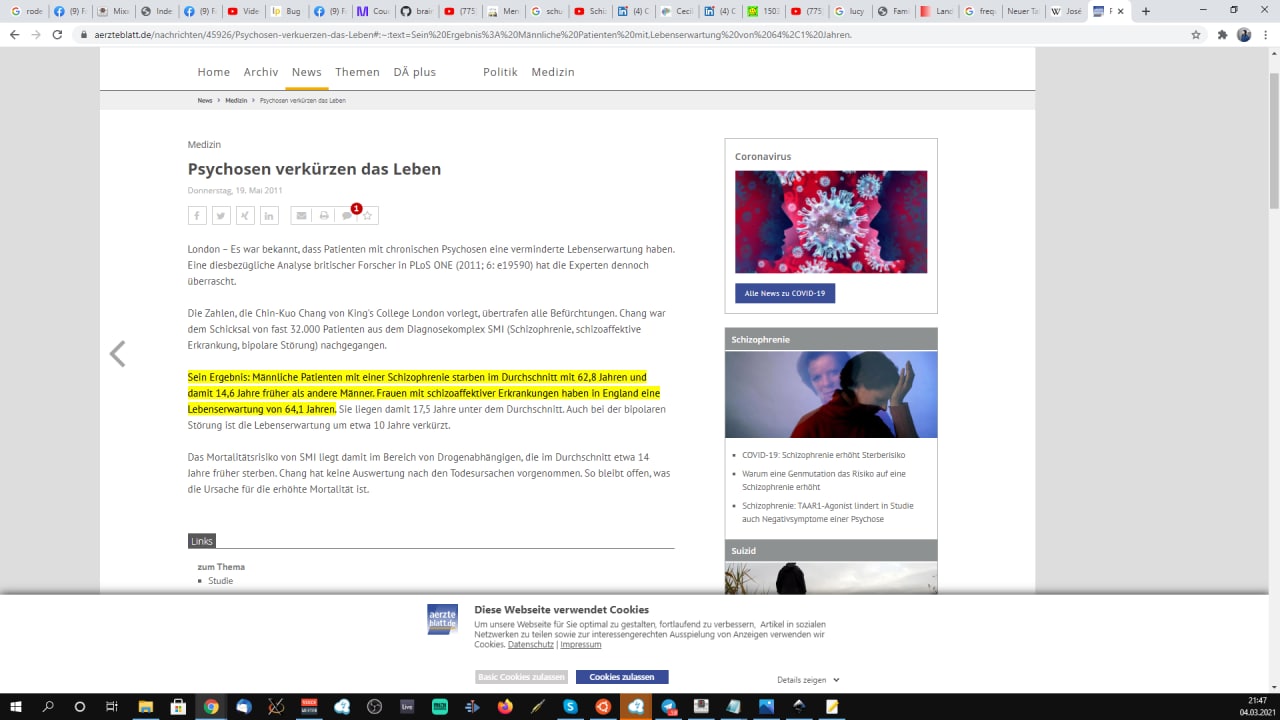 rode
(9) F
Mixi
Inde
(9) F
(775
Vide
Bug
(9) F
Couc
brain
(775
Mer
schu
Schi
(4) C
Cecil
(4) C
150:
(775
lucy
Fam
Lanc
freq
Neuer Ta
José
F
aerzteblatt.de/nachrichten/45926/Psychosen-verkuerzen-das-Leben#:~:text=Sein%20Ergebnis%3A%20Männliche%20Patienten%20mit,Lebenserwartung%20von%2064%2C1%20Jahren.
Home Archiv News Themen DÄ plus Politik Medizin
News > Medizin > Psychosen verkürzen das Leben
Medizin
Psychosen verkürzen das Leben
Donnerstag, 19. Mai 2011
1
London – Es war bekannt, dass Patienten mit chronischen Psychosen eine verminderte Lebenserwartung haben.
Eine diesbezügliche Analyse britischer Forscher in PLoS ONE (2011; 6: e19590) hat die Experten dennoch
überrascht.
Die Zahlen, die Chin-Kuo Chang von King's College London vorlegt, übertrafen alle Befürchtungen. Chang war
dem Schicksal von fast 32.000 Patienten aus dem Diagnosekomplex SMI (Schizophrenie, schizoaffektive
Erkrankung, bipolare Störung) nachgegangen.
Sein Ergebnis: Männliche Patienten mit einer Schizophrenie starben im Durchschnitt mit 62,8 Jahren und
damit 14,6 Jahre früher als andere Männer. Frauen mit schizoaffektiver Erkrankungen haben in England eine
Lebenserwartung von 64,1 Jahren. Sie liegen damit 17,5 Jahre unter dem Durchschnitt. Auch bei der bipolaren
Störung ist die Lebenserwartung um etwa 10 Jahre verkürzt.
Das Mortalitätsrisiko von SMI liegt damit im Bereich von Drogenabhängigen, die im Durchschnitt etwa 14
Jahre früher sterben. Chang hat keine Auswertung nach den Todesursachen vorgenommen. So bleibt offen, was
die Ursache für die erhöhte Mortalität ist.
Links
zum Thema
Studie
Coronavirus
Alle News zu COVID-19
Schizophrenie
COVID-19: Schizophrenie erhöht Sterberisiko
Warum eine Genmutation das Risiko auf eine
Schizophrenie erhöht
Schizophrenie: TAAR1-Agonist lindert in Studie
auch Negativsymptome einer Psychose
Suizid
aerzte
blatt.de
Diese Webseite verwendet Cookies
Um unsere Webseite für Sie optimal zu gestalten, fortlaufend zu verbessern, Artikel in sozialen
Netzwerken zu teilen sowie zur interessengerechten Ausspielung von Anzeigen verwenden wir
Cookies. Datenschutz | Impressum
Basic Cookies zulassen Cookies zulassen Details zeigen
Live
21:47
04.03.2021